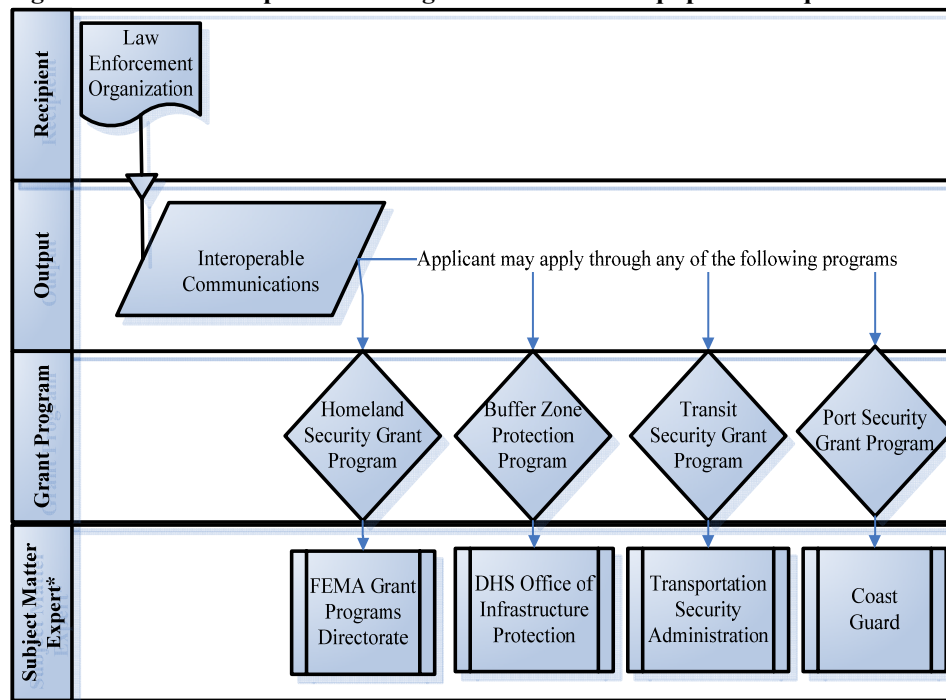 Recipient
Law
Enforcement
Organization
Output
Interoperable
Communications
Applicant may apply through any of the following programs
Grant Program
Homeland
Security Grant
Program
Buffer Zone
Protection
Program
Transit
Security Grant
Program
Port Security
Grant Program
Subject Matter
Expert*
FEMA Grant
Programs
Directorate
DHS Office of
Infrastructure
Protection
Transportation
Security
Administration
Coast
Guard